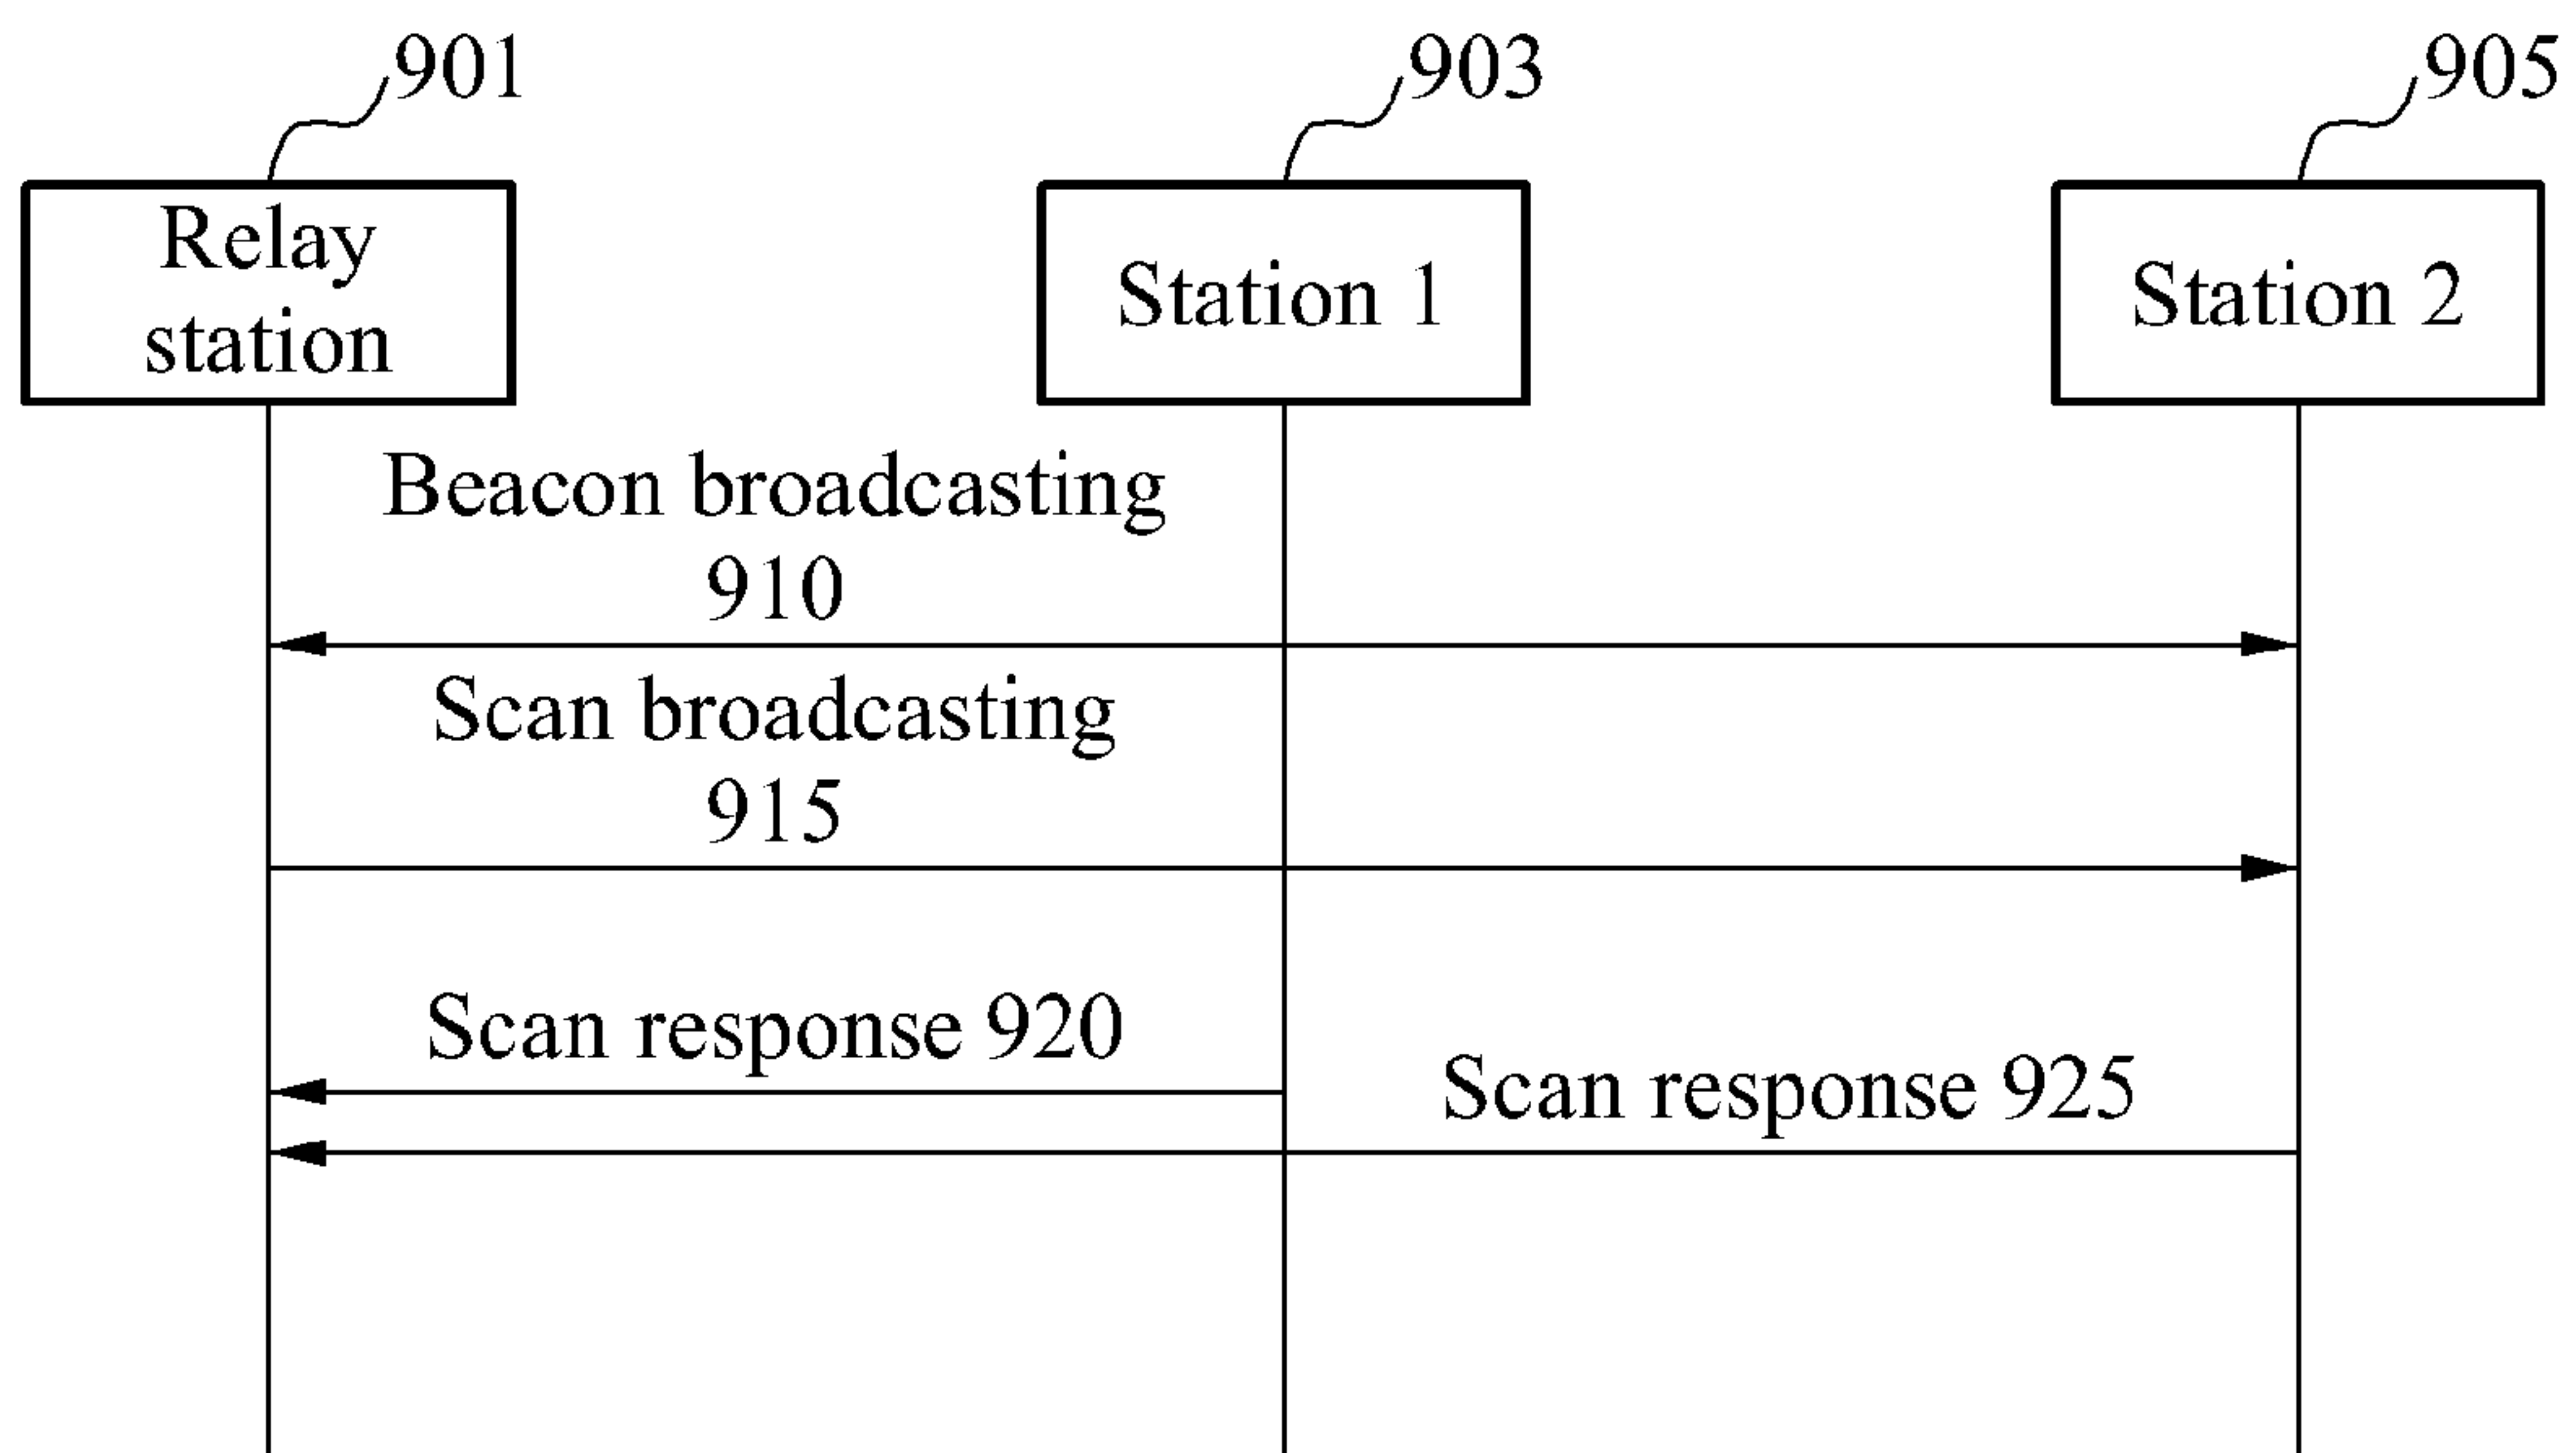 901
903
905
Relay
station
Station 1
Station 2
Beacon broadcasting
910
Scan broadcasting
915
Scan response 920
Scan response 925